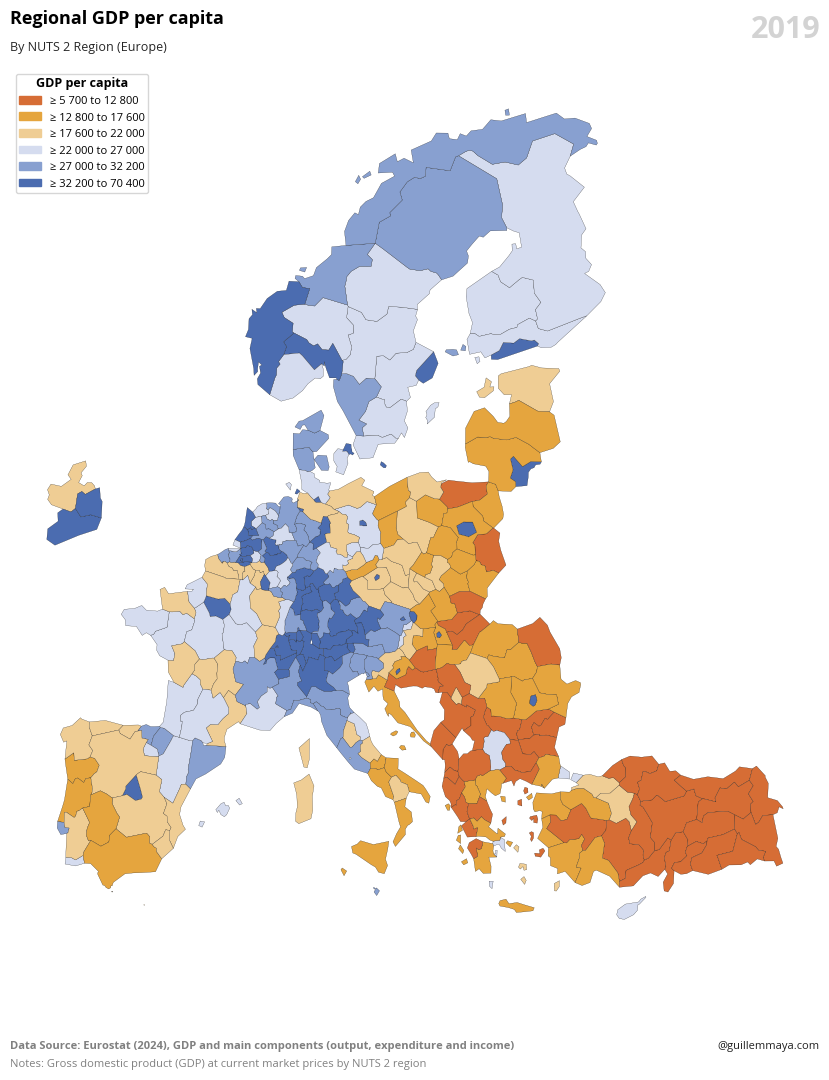 Regional GDP per capita
2019
By NUTS 2 Region (Europe)
GDP per capita
≥ 5 700 to 12 800
≥ 12 800 to 17 600
≥ 17 600 to 22 000
≥ 22 000 to 27 000
≥ 27 000 to 32 200
≥ 32 200 to 70 400
Data Source: Eurostat (2024), GDP and main components (output, expenditure and income)
@guillemmaya.com
Notes: Gross domestic product (GDP) at current market prices by NUTS 2 region